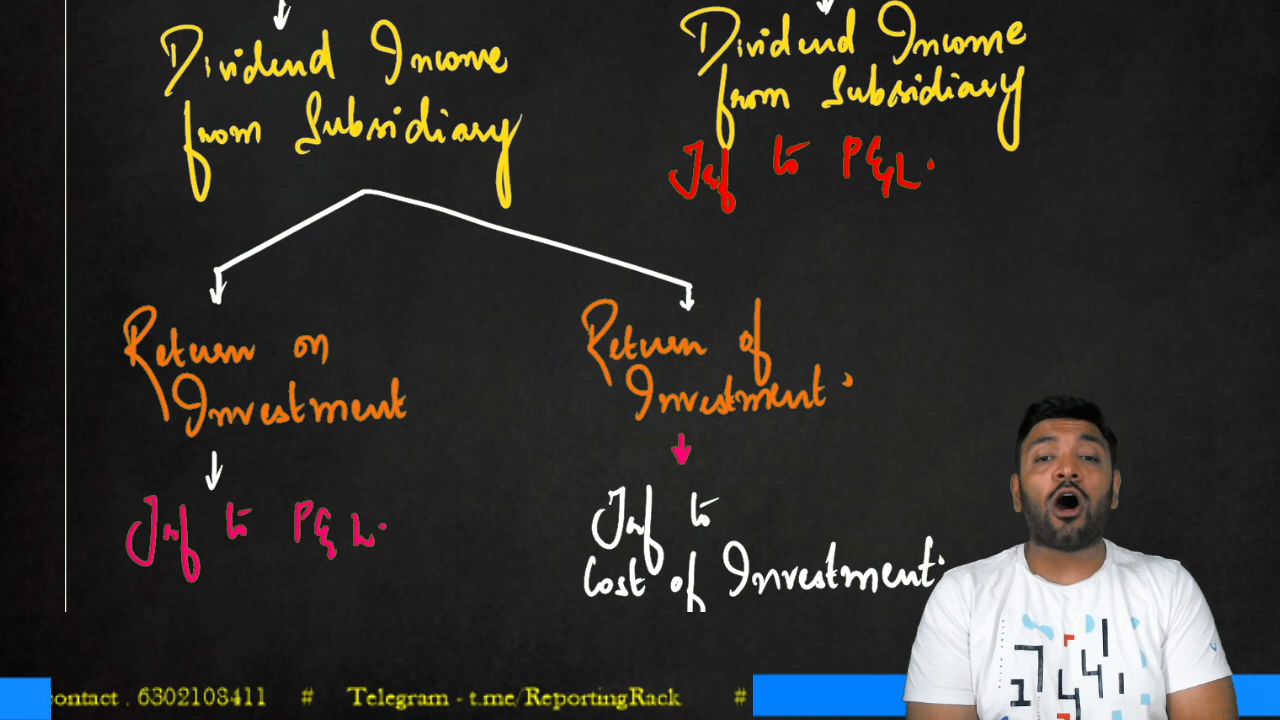 Dividend Income
from Subsidiary
Dividend Income
from Subsidiary
Trf to P&L.
Return on
Investment
Trf to P&L.
Return of
Investment
Trf to
Cost of Investment
contact . 6302108411 # Telegram - t.me/ReportingRack #